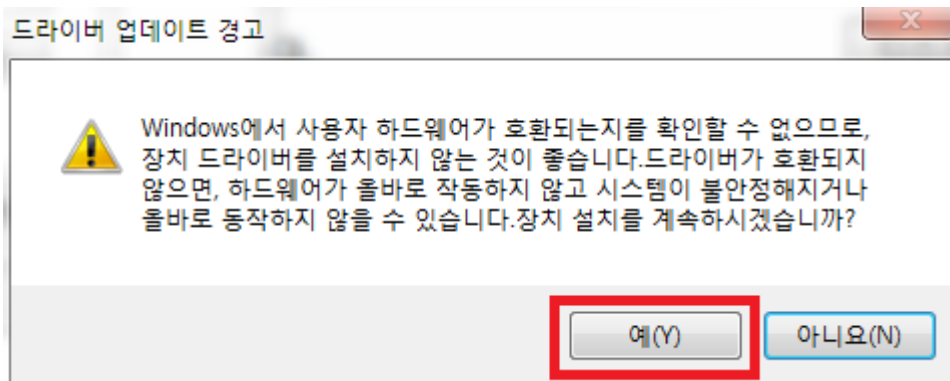 드라이버 업데이트 경고
Windows에서 사용자 하드웨어가 호환되는지를 확인할 수 없으므로,
장치 드라이버를 설치하지 않는 것이 좋습니다.드라이버가 호환되지
않으면, 하드웨어가 올바로 작동하지 않고 시스템이 불안정해지거나
올바로 동작하지 않을 수 있습니다.장치 설치를 계속하시겠습니까?
예(Y) 아니요(N)